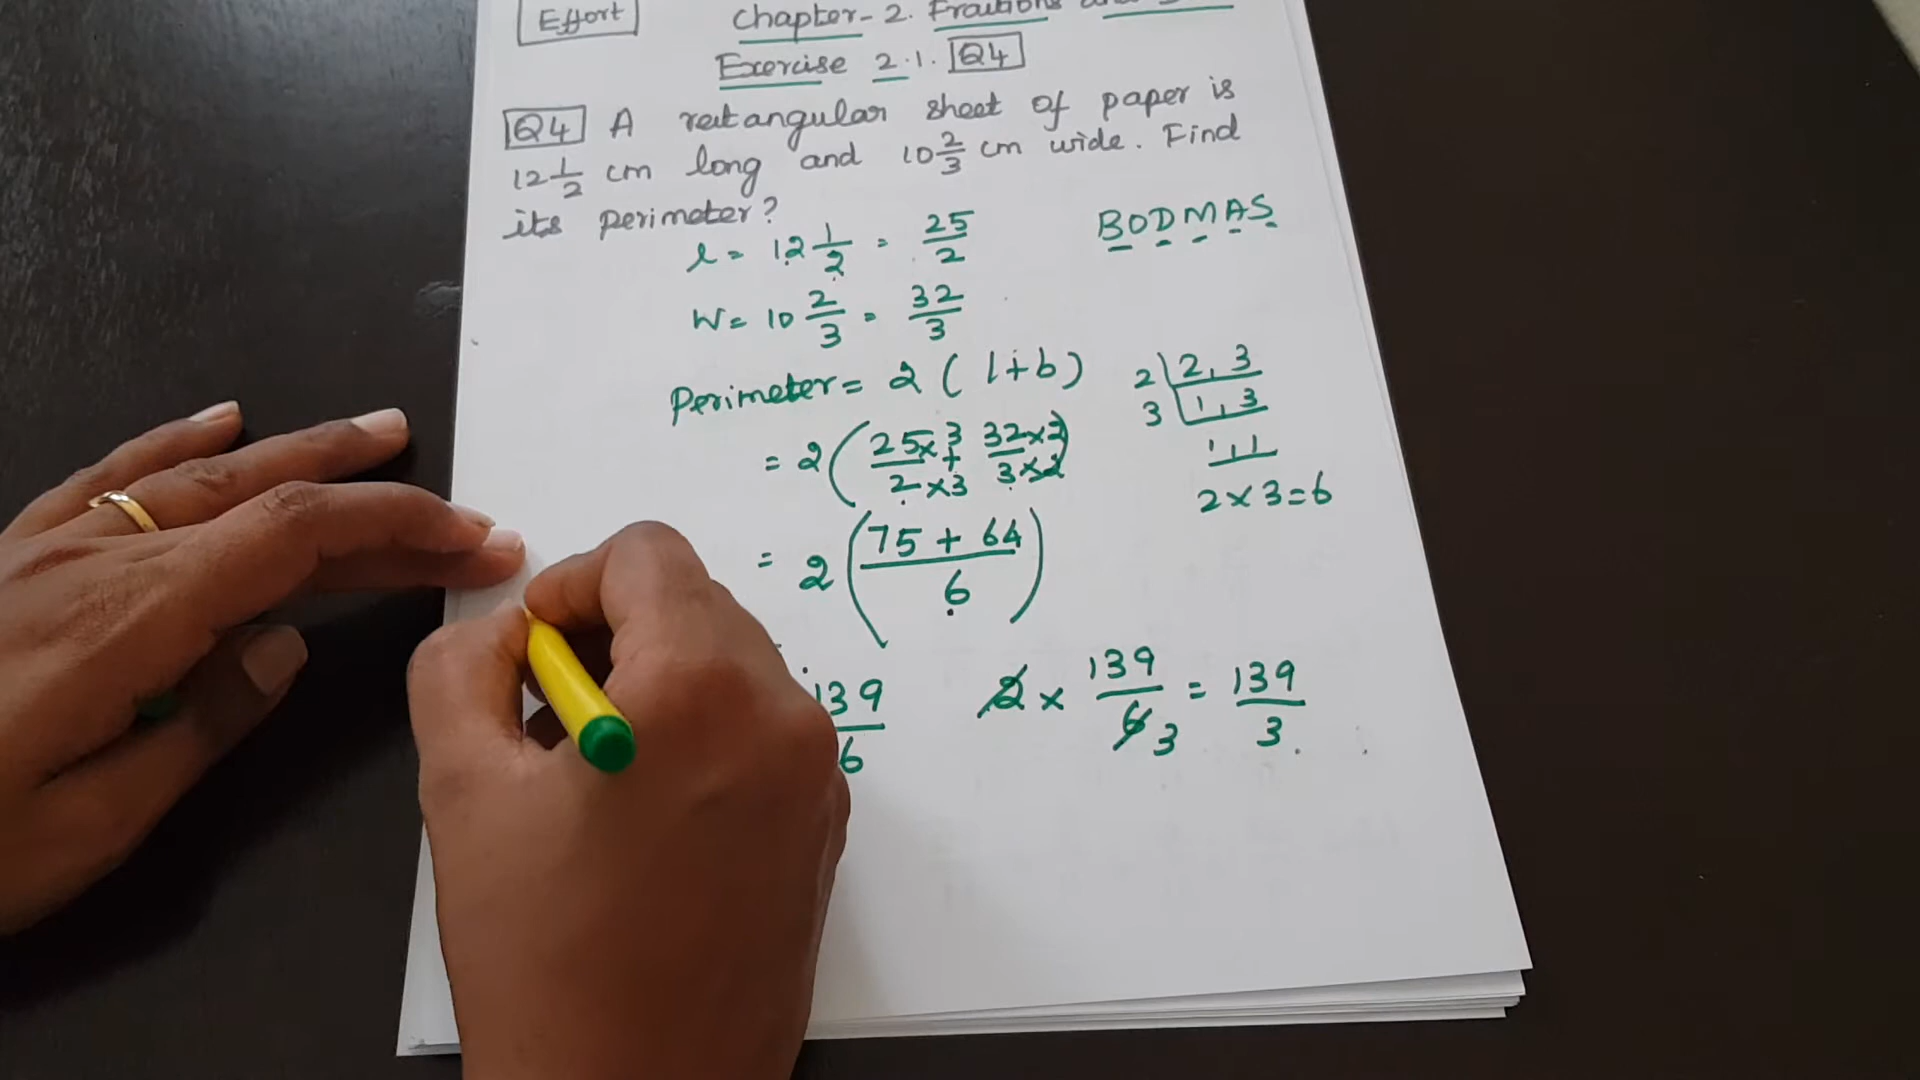 Effort
Chapter-2. Fractions
Exercise 2.1. Q4
Q4 A rectangular sheet of paper is
12 1/2 cm long and 10 2/3 cm wide. Find
its perimeter?
BODMAS
l = 12 1/2 = 25/2
W = 10 2/3 = 32/3
Perimeter = 2 ( l+b )
= 2 ( 25×3/2×3 + 32×2/3×2 )
2 | 2, 3
3 | 1, 3
1, 1
2 × 3 = 6
= 2 ( 75 + 64 / 6 )
139/6
2 × 139/6 3 = 139/3